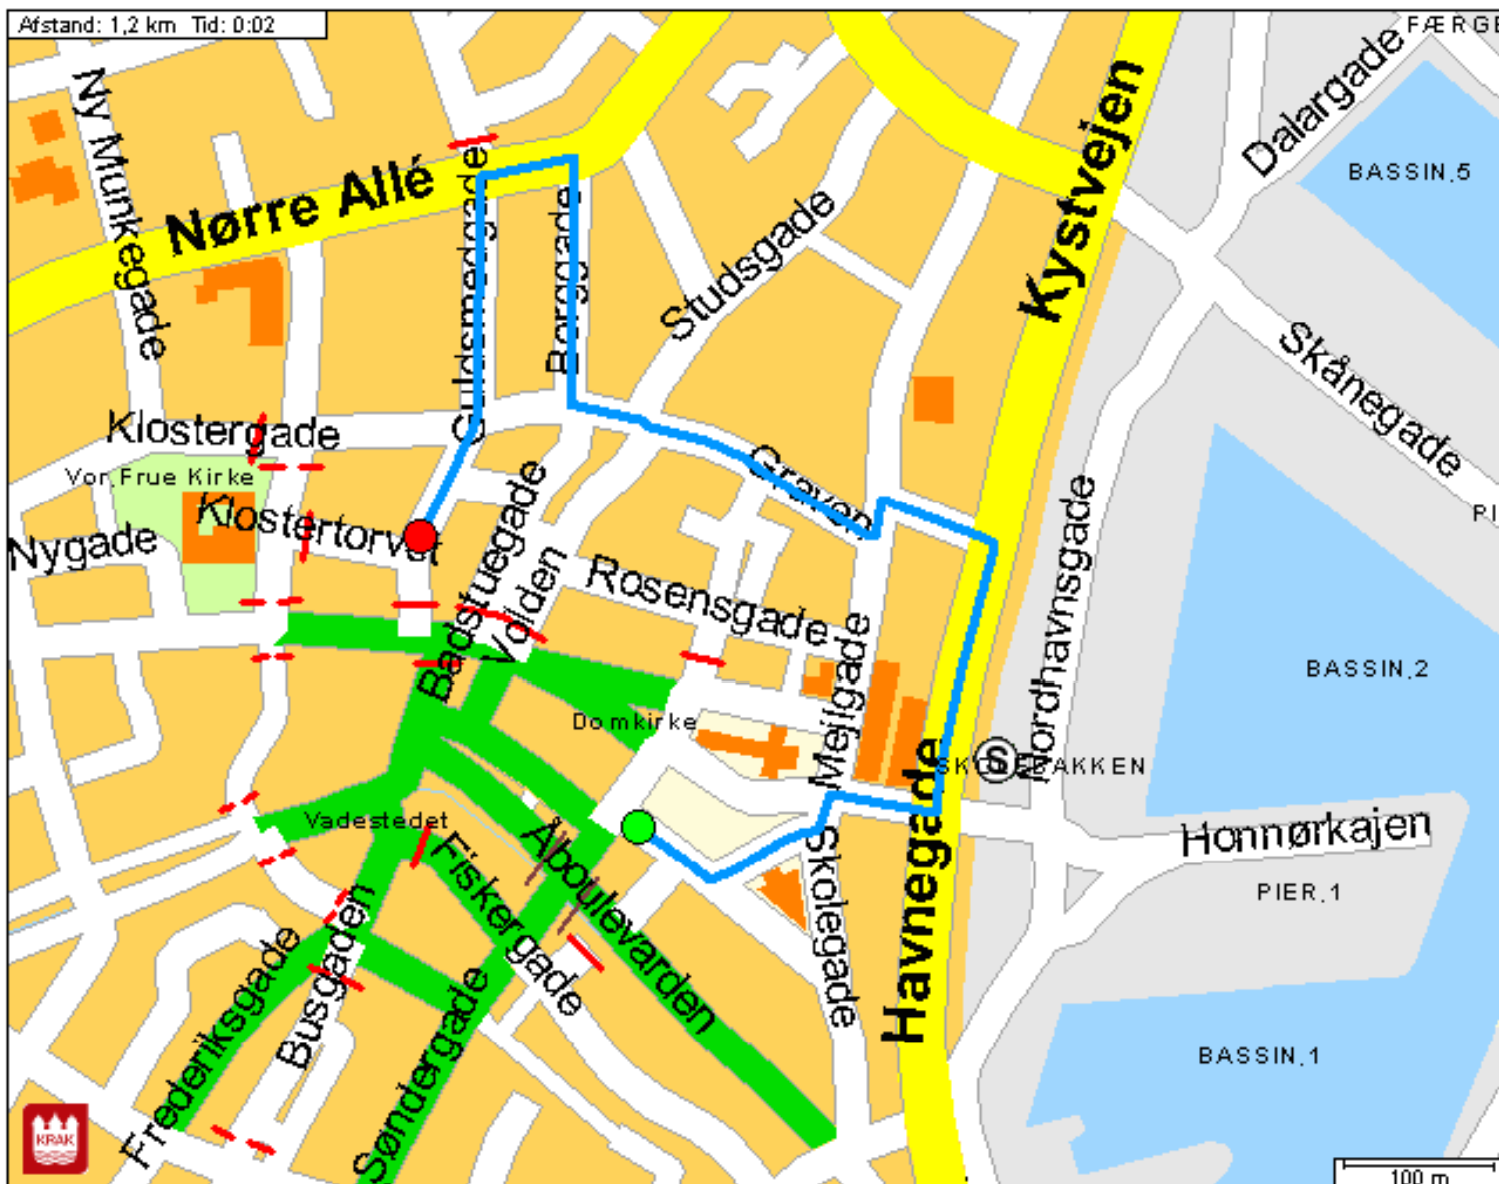 Afstand: 1,2 km Tid: 0:02
FÆRGE
Ny Munkegade
Nørre Allé
Guldsmedgade
Borggade
Studsgade
Kystvejen
Dalargade
BASSIN.5
Skånegade
Klostergade
Vor Frue Kirke
Klostertorvet
Nygade
Badstuegade
Volden
Graven
Rosensgade
Mejlgade
Nordhavnsgade
PI
BASSIN.2
Domkirke
SKOLEBAKKEN
S
Vadestedet
Fiskergade
Åboulevarden
Skolegade
Havnegade
Honnørkajen
PIER.1
Frederiksgade
Busgaden
Søndergade
BASSIN.1
KRAK
100 m